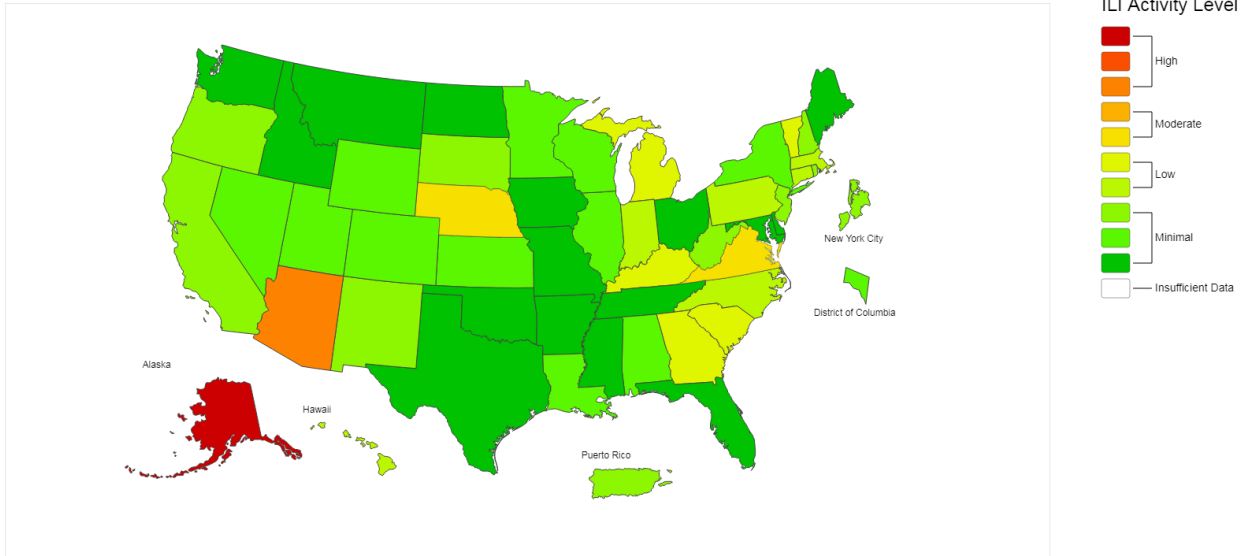 ILI Activity Level
High
Moderate
Low
Minimal
Insufficient Data
New York City
District of Columbia
Alaska
Hawaii
Puerto Rico